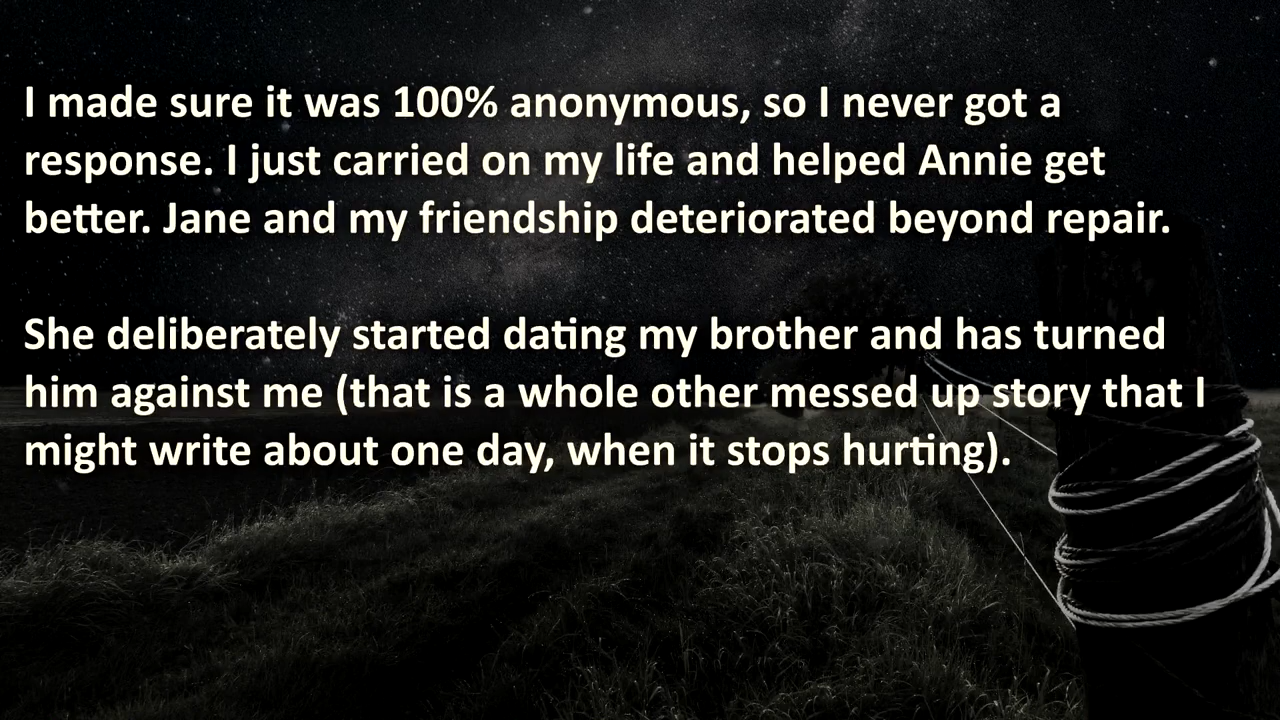 I made sure it was 100% anonymous, so I never got a
response. I just carried on my life and helped Annie get
better. Jane and my friendship deteriorated beyond repair.
She deliberately started dating my brother and has turned
him against me (that is a whole other messed up story that I
might write about one day, when it stops hurting).